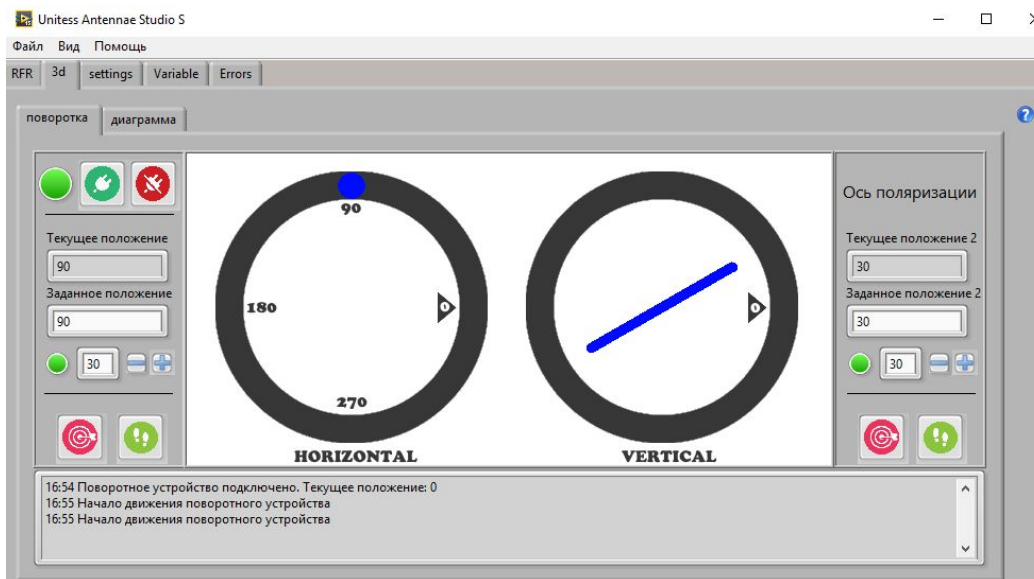 Unitess Antennae Studio S
Файл Вид Помощь
RFR 3d settings Variable Errors
поворотка диаграмма
Текущее положение
90
Заданное положение
90
30
90
180 0
270
HORIZONTAL
0
VERTICAL
Ось поляризации
Текущее положение 2
30
Заданное положение 2
30
30
16:54 Поворотное устройство подключено. Текущее положение: 0
16:55 Начало движения поворотного устройства
16:55 Начало движения поворотного устройства